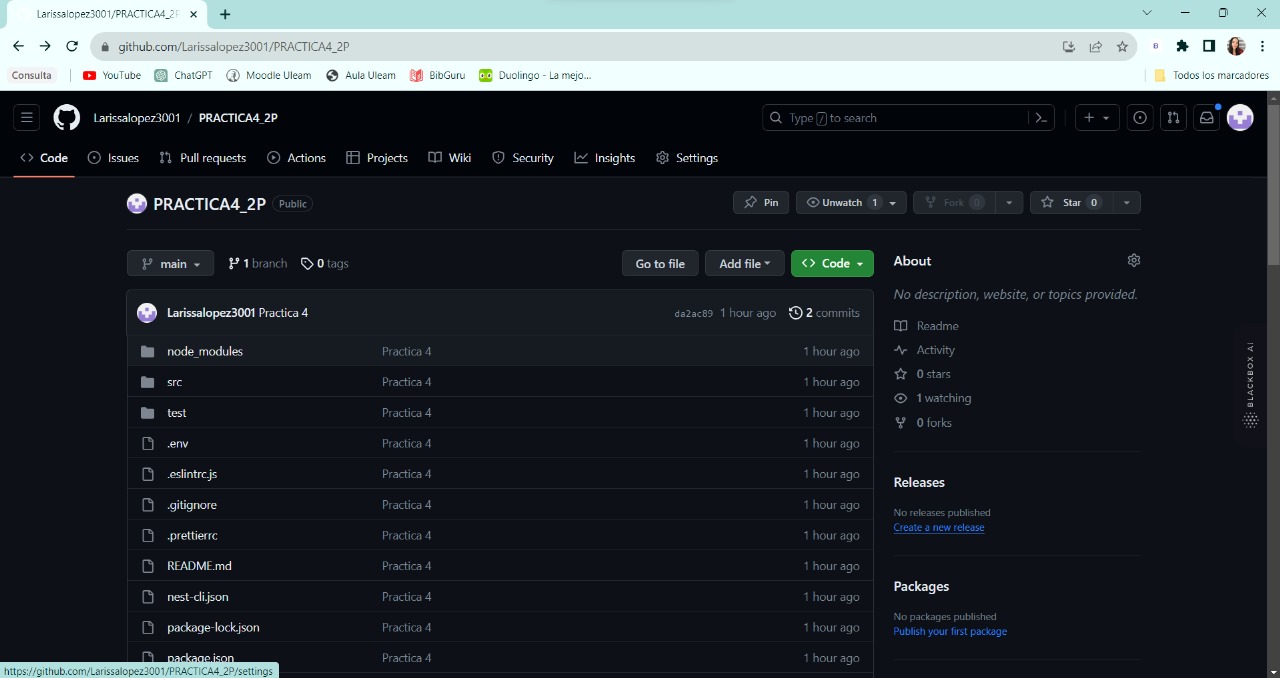 Larissalopez3001/PRACTICA4_2P
github.com/Larissalopez3001/PRACTICA4_2P
Consulta YouTube ChatGPT Moodle Uleam Aula Uleam BibGuru Duolingo - La mejo... Todos los marcadores
Larissalopez3001 / PRACTICA4_2P Type / to search
Code Issues Pull requests Actions Projects Wiki Security Insights Settings
PRACTICA4_2P Public Pin Unwatch 1 Fork 0 Star 0
main 1 branch 0 tags Go to file Add file Code
Larissalopez3001 Practica 4 da2ac89 1 hour ago 2 commits
node_modules Practica 4 1 hour ago
src Practica 4 1 hour ago
test Practica 4 1 hour ago
.env Practica 4 1 hour ago
.eslintrc.js Practica 4 1 hour ago
.gitignore Practica 4 1 hour ago
.prettierrc Practica 4 1 hour ago
README.md Practica 4 1 hour ago
nest-cli.json Practica 4 1 hour ago
package-lock.json Practica 4 1 hour ago
package.json Practica 4 1 hour ago
About
No description, website, or topics provided.
Readme
Activity
0 stars
1 watching
0 forks
Releases
No releases published
Create a new release
Packages
No packages published
Publish your first package
BLACKBOX AI
https://github.com/Larissalopez3001/PRACTICA4_2P/settings